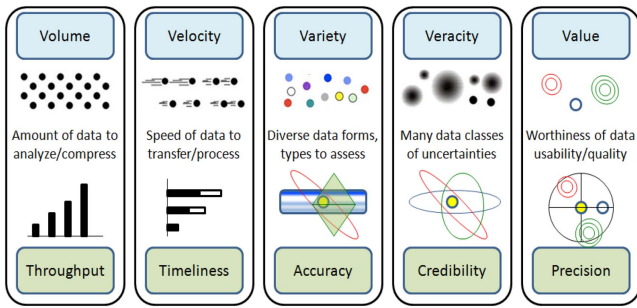 Volume
Amount of data to
analyze/compress
Throughput
Velocity
Speed of data to
transfer/process
Timeliness
Variety
Diverse data forms,
types to assess
Accuracy
Veracity
Many data classes
of uncertainties
Credibility
Value
Worthiness of data
usability/quality
Precision